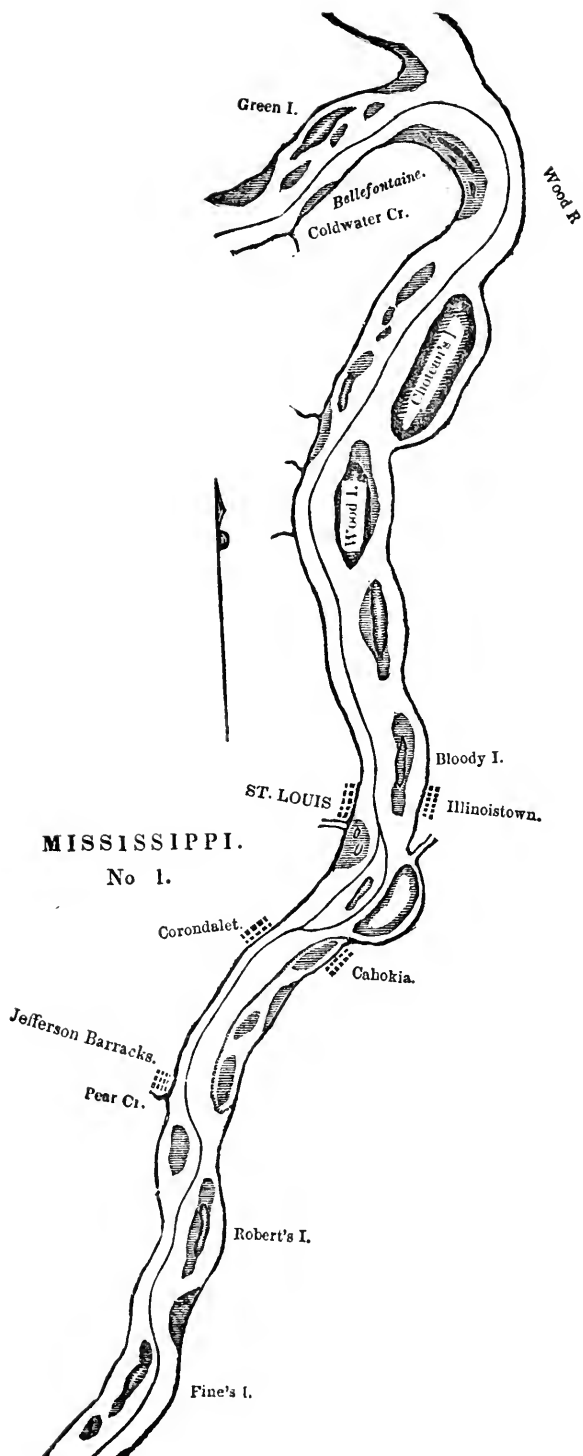 Green I.
Bellefontaine.
Coldwater Cr.
Wood R
Choteau's I
Wood I.
Bloody I.
ST. LOUIS
Illinoistown.
MISSISSIPPI.
No 1.
Corondalet.
Cahokia.
Jefferson Barracks.
Pear Cr.
Robert's I.
Fine's I.